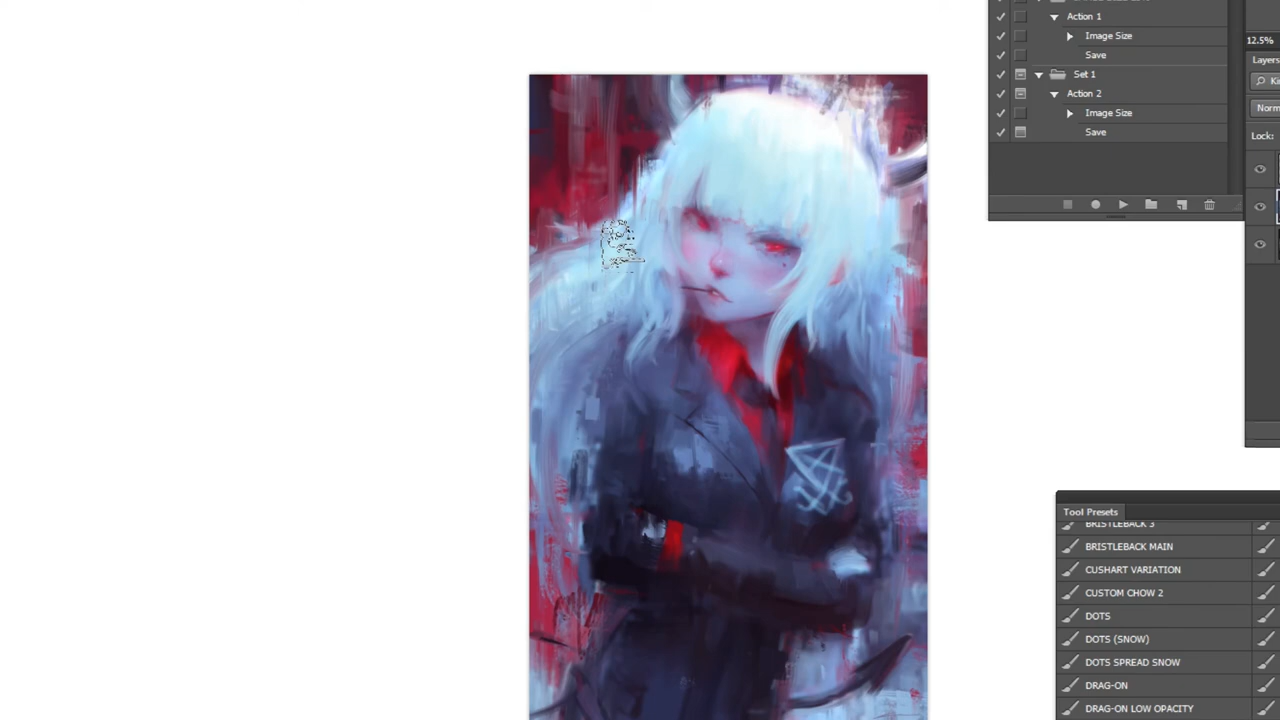 Action 1
Image Size
Save
Set 1
Action 2
Image Size
Save
12.5%
Layers
Norm
Lock:
Tool Presets
BRISTLEBACK 3
BRISTLEBACK MAIN
CUSHART VARIATION
CUSTOM CHOW 2
DOTS
DOTS (SNOW)
DOTS SPREAD SNOW
DRAG-ON
DRAG-ON LOW OPACITY